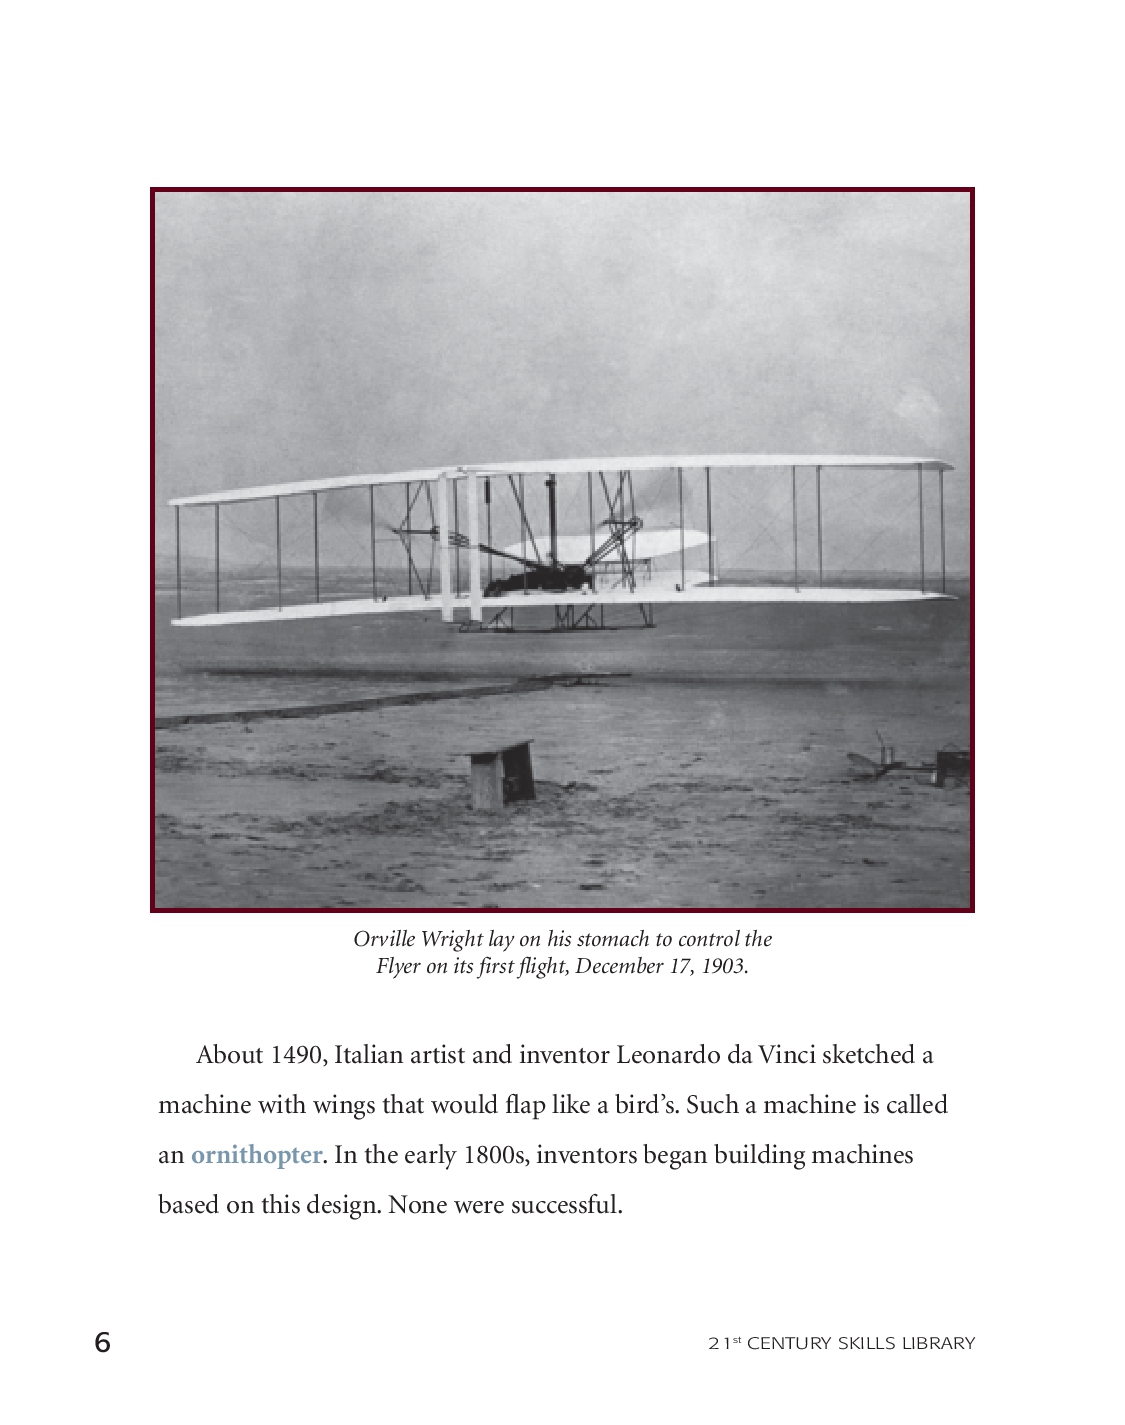 Orville Wright lay on his stomach to control the
Flyer on its first flight, December 17, 1903.
About 1490, Italian artist and inventor Leonardo da Vinci sketched a
machine with wings that would flap like a bird’s. Such a machine is called
an ornithopter. In the early 1800s, inventors began building machines
based on this design. None were successful.
6
21st CENTURY SKILLS LIBRARY